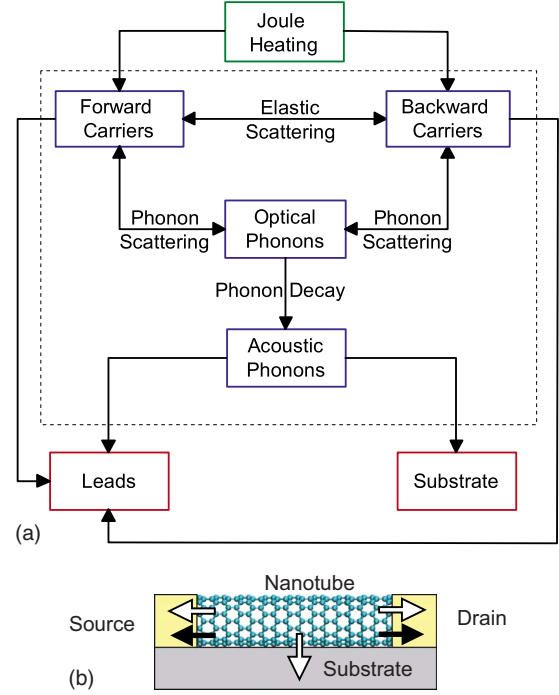 Joule
Heating
Forward
Carriers
Elastic
Scattering
Backward
Carriers
Phonon
Scattering
Optical
Phonons
Phonon
Scattering
Phonon Decay
Acoustic
Phonons
Leads
Substrate
(a)
Nanotube
Source
Drain
Substrate
(b)